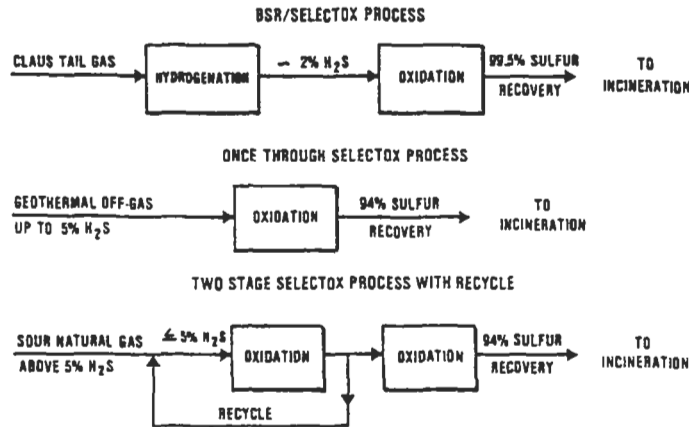 BSR/SELECTOX PROCESS
CLAUS TAIL GAS
HYDROGENATION
~ 2% H₂S
OXIDATION
99.5% SULFUR
RECOVERY
TO
INCINERATION
ONCE THROUGH SELECTOX PROCESS
GEOTHERMAL OFF-GAS
UP TO 5% H₂S
OXIDATION
94% SULFUR
RECOVERY
TO
INCINERATION
TWO STAGE SELECTOX PROCESS WITH RECYCLE
SOUR NATURAL GAS
ABOVE 5% H₂S
≤ 5% H₂S
OXIDATION
OXIDATION
94% SULFUR
RECOVERY
TO
INCINERATION
RECYCLE